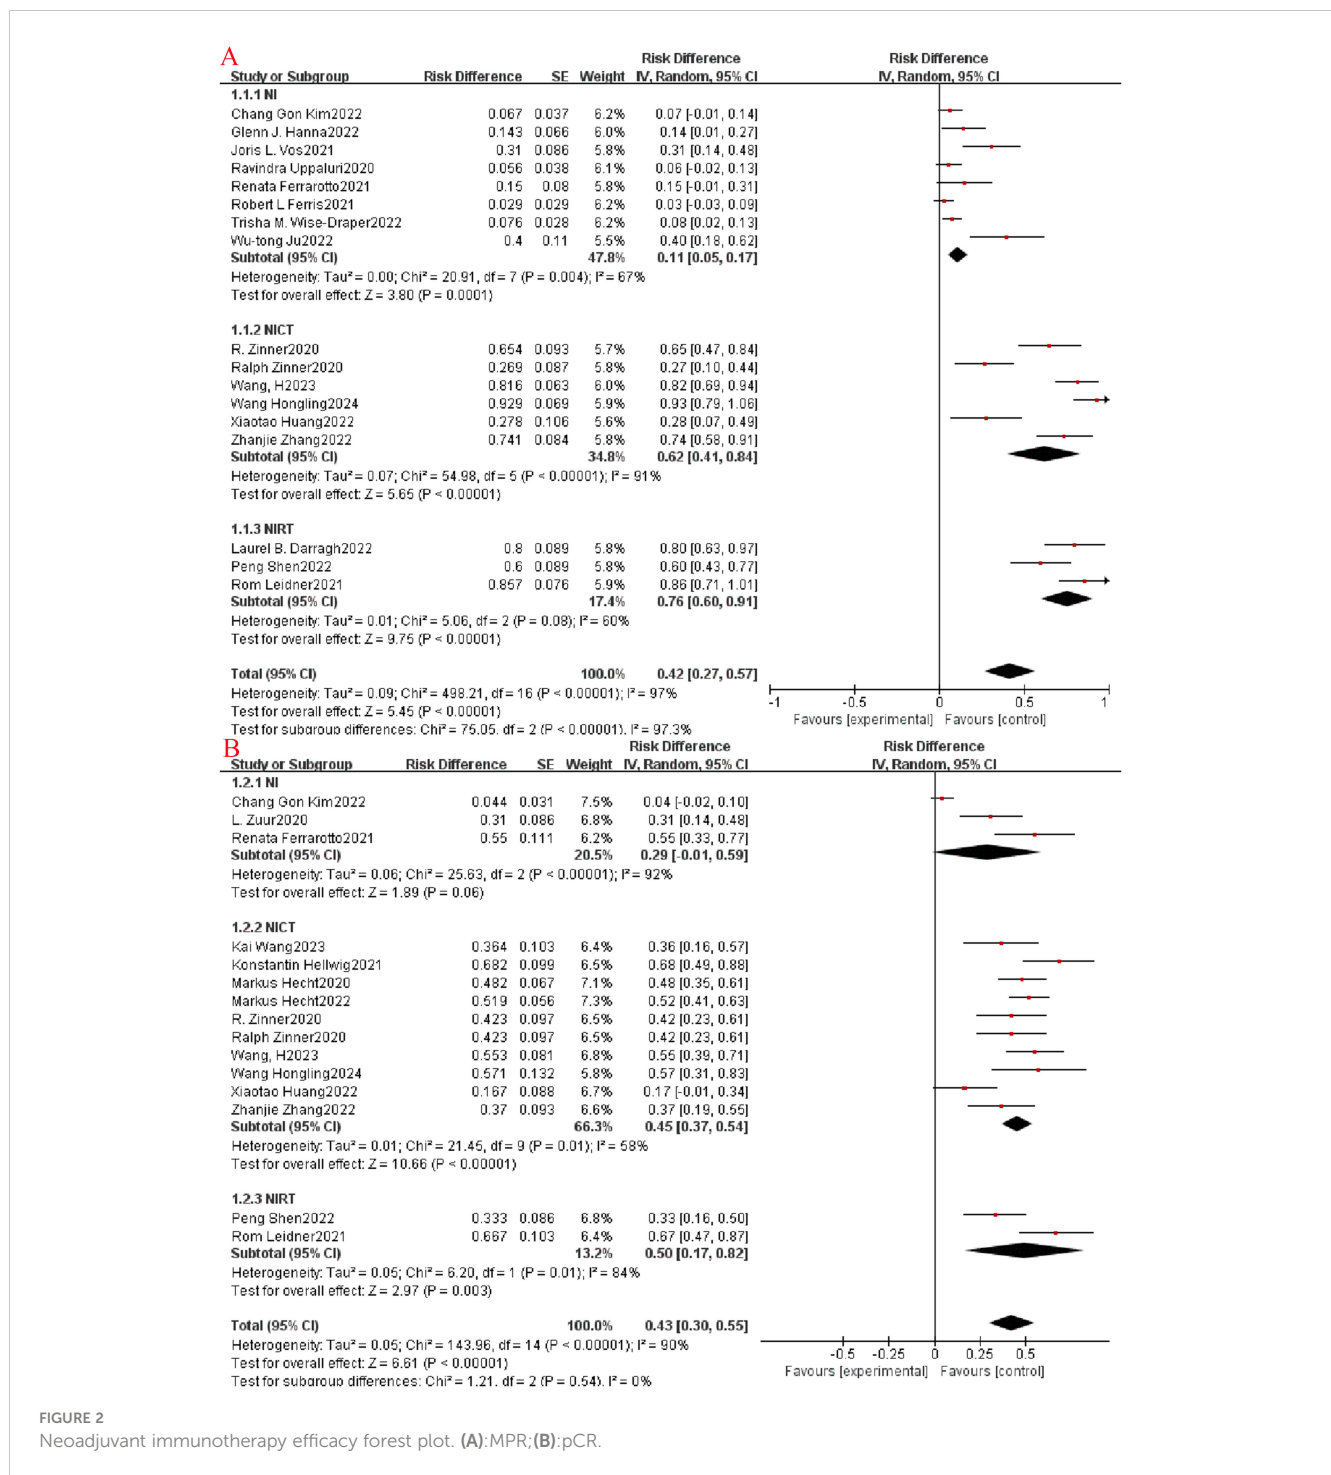 A
Risk Difference Risk Difference
Study or Subgroup Risk Difference SE Weight IV, Random, 95% CI IV, Random, 95% CI
1.1.1 NI
Chang Gon Kim2022 0.067 0.037 6.2% 0.07 [-0.01, 0.14]
Glenn J. Hanna2022 0.143 0.066 6.0% 0.14 [0.01, 0.27]
Joris L. Vos2021 0.31 0.086 5.8% 0.31 [0.14, 0.48]
Ravindra Uppaluri2020 0.056 0.038 6.1% 0.06 [-0.02, 0.13]
Renata Ferrarotto2021 0.15 0.08 5.8% 0.15 [-0.01, 0.31]
Robert L Ferris2021 0.029 0.029 6.2% 0.03 [-0.03, 0.09]
Trisha M. Wise-Draper2022 0.076 0.028 6.2% 0.08 [0.02, 0.13]
Wu-tong Ju2022 0.4 0.11 5.5% 0.40 [0.18, 0.62]
Subtotal (95% CI) 47.8% 0.11 [0.05, 0.17]
Heterogeneity: Tau² = 0.00; Chi² = 20.91, df = 7 (P = 0.004); I² = 67%
Test for overall effect: Z = 3.80 (P = 0.0001)
1.1.2 NICT
R. Zinner2020 0.654 0.093 5.7% 0.65 [0.47, 0.84]
Ralph Zinner2020 0.269 0.087 5.8% 0.27 [0.10, 0.44]
Wang, H2023 0.816 0.063 6.0% 0.82 [0.69, 0.94]
Wang Hongling2024 0.929 0.069 5.9% 0.93 [0.79, 1.06]
Xiaotao Huang2022 0.278 0.106 5.6% 0.28 [0.07, 0.49]
Zhanjie Zhang2022 0.741 0.084 5.8% 0.74 [0.58, 0.91]
Subtotal (95% CI) 34.8% 0.62 [0.41, 0.84]
Heterogeneity: Tau² = 0.07; Chi² = 54.98, df = 5 (P < 0.00001); I² = 91%
Test for overall effect: Z = 5.65 (P < 0.00001)
1.1.3 NIRT
Laurel B. Darragh2022 0.8 0.089 5.8% 0.80 [0.63, 0.97]
Peng Shen2022 0.6 0.089 5.8% 0.60 [0.43, 0.77]
Rom Leidner2021 0.857 0.076 5.9% 0.86 [0.71, 1.01]
Subtotal (95% CI) 17.4% 0.76 [0.60, 0.91]
Heterogeneity: Tau² = 0.01; Chi² = 5.06, df = 2 (P = 0.08); I² = 60%
Test for overall effect: Z = 9.75 (P < 0.00001)
Total (95% CI) 100.0% 0.42 [0.27, 0.57]
Heterogeneity: Tau² = 0.09; Chi² = 498.21, df = 16 (P < 0.00001); I² = 97%
-1 -0.5 0 0.5 1
Test for overall effect: Z = 5.45 (P < 0.00001)
Favours [experimental] Favours [control]
Test for subgroup differences: Chi² = 75.05, df = 2 (P < 0.00001), I² = 97.3%
B
Risk Difference Risk Difference
Study or Subgroup Risk Difference SE Weight IV, Random, 95% CI IV, Random, 95% CI
1.2.1 NI
Chang Gon Kim2022 0.044 0.031 7.5% 0.04 [-0.02, 0.10]
L. Zuur2020 0.31 0.086 6.8% 0.31 [0.14, 0.48]
Renata Ferrarotto2021 0.55 0.111 6.2% 0.55 [0.33, 0.77]
Subtotal (95% CI) 20.5% 0.29 [-0.01, 0.59]
Heterogeneity: Tau² = 0.06; Chi² = 25.63, df = 2 (P < 0.00001); I² = 92%
Test for overall effect: Z = 1.89 (P = 0.06)
1.2.2 NICT
Kai Wang2023 0.364 0.103 6.4% 0.36 [0.16, 0.57]
Konstantin Hellwig2021 0.682 0.099 6.5% 0.68 [0.49, 0.88]
Markus Hecht2020 0.482 0.067 7.1% 0.48 [0.35, 0.61]
Markus Hecht2022 0.519 0.056 7.3% 0.52 [0.41, 0.63]
R. Zinner2020 0.423 0.097 6.5% 0.42 [0.23, 0.61]
Ralph Zinner2020 0.423 0.097 6.5% 0.42 [0.23, 0.61]
Wang, H2023 0.553 0.081 6.8% 0.55 [0.39, 0.71]
Wang Hongling2024 0.571 0.132 5.8% 0.57 [0.31, 0.83]
Xiaotao Huang2022 0.167 0.088 6.7% 0.17 [-0.01, 0.34]
Zhanjie Zhang2022 0.37 0.093 6.6% 0.37 [0.19, 0.55]
Subtotal (95% CI) 66.3% 0.45 [0.37, 0.54]
Heterogeneity: Tau² = 0.01; Chi² = 21.45, df = 9 (P = 0.01); I² = 58%
Test for overall effect: Z = 10.66 (P < 0.00001)
1.2.3 NIRT
Peng Shen2022 0.333 0.086 6.8% 0.33 [0.16, 0.50]
Rom Leidner2021 0.667 0.103 6.4% 0.67 [0.47, 0.87]
Subtotal (95% CI) 13.2% 0.50 [0.17, 0.82]
Heterogeneity: Tau² = 0.05; Chi² = 6.20, df = 1 (P = 0.01); I² = 84%
Test for overall effect: Z = 2.97 (P = 0.003)
Total (95% CI) 100.0% 0.43 [0.30, 0.55]
Heterogeneity: Tau² = 0.05; Chi² = 143.96, df = 14 (P < 0.00001); I² = 90%
-0.5 -0.25 0 0.25 0.5
Test for overall effect: Z = 6.61 (P < 0.00001)
Favours [experimental] Favours [control]
Test for subgroup differences: Chi² = 1.21, df = 2 (P = 0.54), I² = 0%
FIGURE 2
Neoadjuvant immunotherapy efficacy forest plot. (A):MPR;(B):pCR.